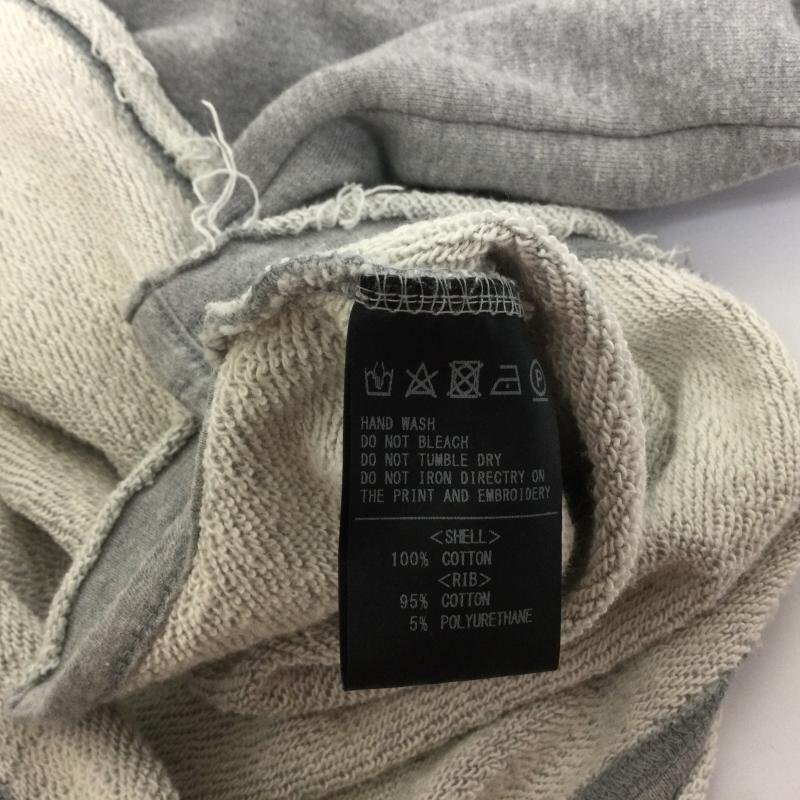 P
HAND WASH
DO NOT BLEACH
DO NOT TUMBLE DRY
DO NOT IRON DIRECTRY ON
THE PRINT AND EMBROIDERY
<SHELL>
100% COTTON
<RIB>
95% COTTON
5% POLYURETHANE